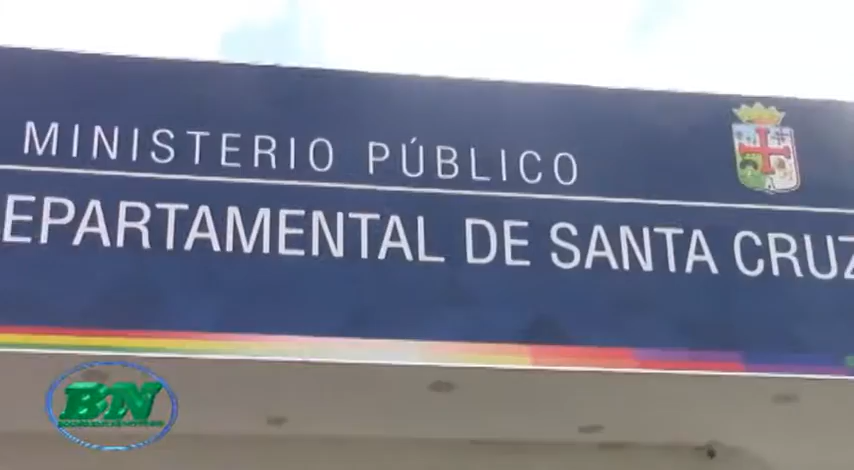 MINISTERIO PÚBLICO
EPARTAMENTAL DE SANTA CRUZ
BN